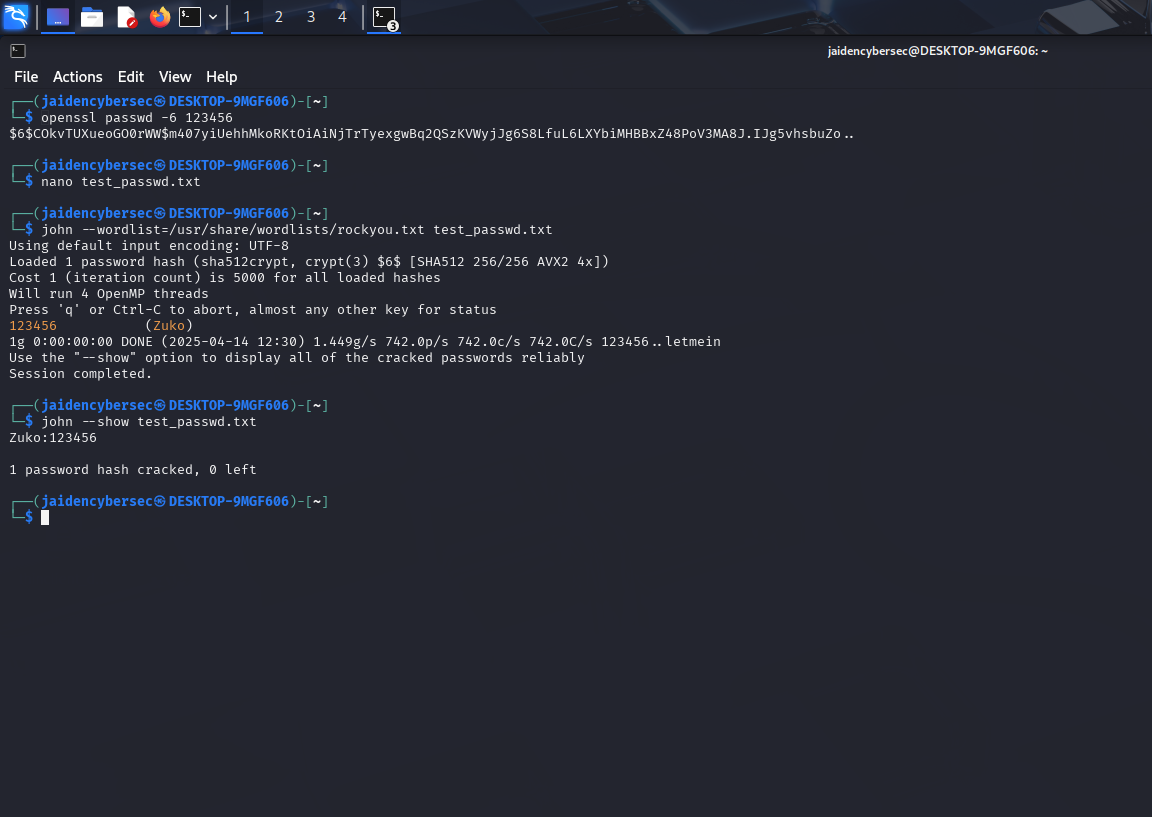 1 2 3 4 3
jaidencybersec@DESKTOP-9MGF606: ~
File Actions Edit View Help
┌──(jaidencybersec㉿DESKTOP-9MGF606)-[~]
└─$ openssl passwd -6 123456
$6$COkvTUXueoGO0rWW$m407yiUehhMkoRKtOiAiNjTrTyexgwBq2QSzKVWyjJg6S8LfuL6LXYbiMHBBxZ48PoV3MA8J.IJg5vhsbuZo..
┌──(jaidencybersec㉿DESKTOP-9MGF606)-[~]
└─$ nano test_passwd.txt
┌──(jaidencybersec㉿DESKTOP-9MGF606)-[~]
└─$ john --wordlist=/usr/share/wordlists/rockyou.txt test_passwd.txt
Using default input encoding: UTF-8
Loaded 1 password hash (sha512crypt, crypt(3) $6$ [SHA512 256/256 AVX2 4x])
Cost 1 (iteration count) is 5000 for all loaded hashes
Will run 4 OpenMP threads
Press 'q' or Ctrl-C to abort, almost any other key for status
123456 (Zuko)
1g 0:00:00:00 DONE (2025-04-14 12:30) 1.449g/s 742.0p/s 742.0c/s 742.0C/s 123456..letmein
Use the "--show" option to display all of the cracked passwords reliably
Session completed.
┌──(jaidencybersec㉿DESKTOP-9MGF606)-[~]
└─$ john --show test_passwd.txt
Zuko:123456
1 password hash cracked, 0 left
┌──(jaidencybersec㉿DESKTOP-9MGF606)-[~]
└─$